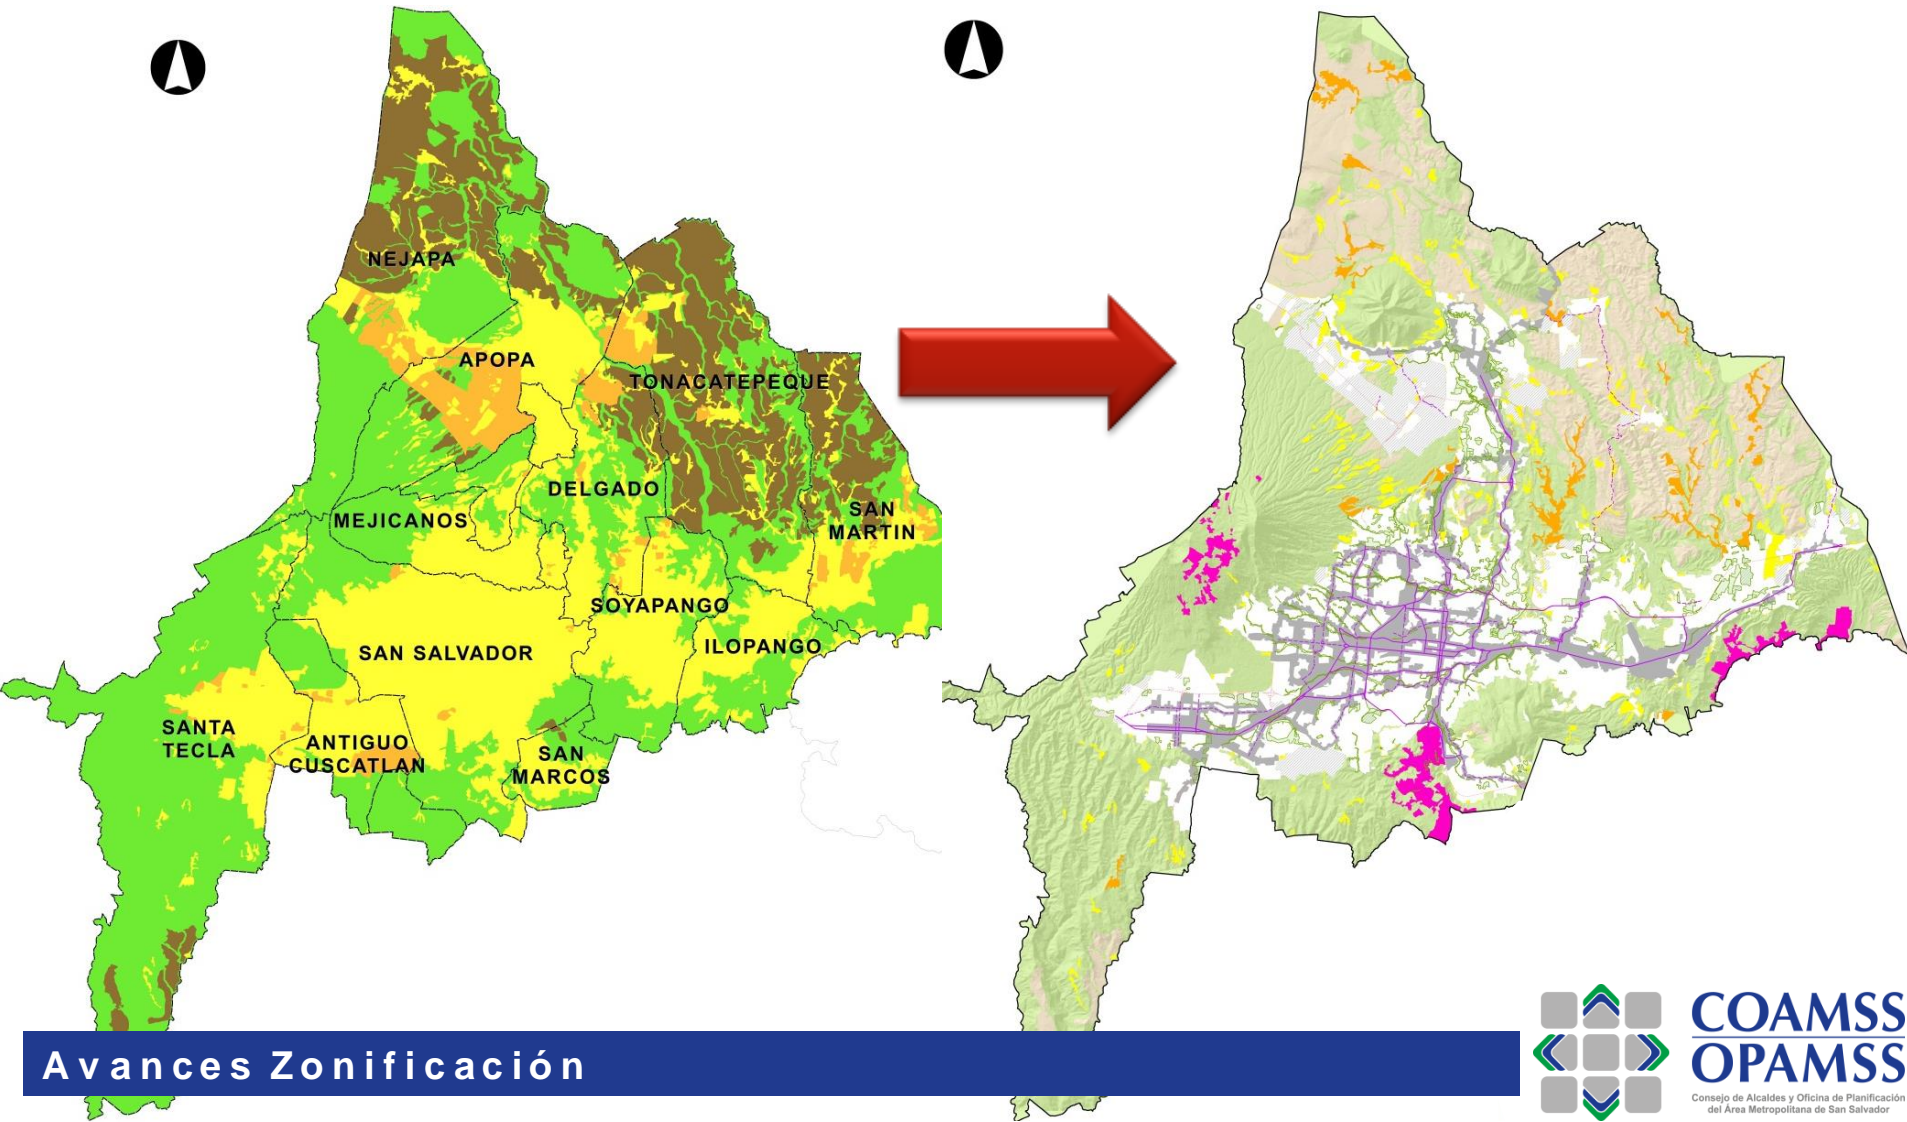 NEJAPA
APOPA
TONACATEPEQUE
DELGADO
SAN
MARTIN
MEJICANOS
SOYAPANGO
ILOPANGO
SAN SALVADOR
SANTA
TECLA
ANTIGUO
CUSCATLAN
SAN
MARCOS
Avances Zonificación
COAMSS
OPAMSS
Consejo de Alcaldes y Oficina de Planificación
del Área Metropolitana de San Salvador